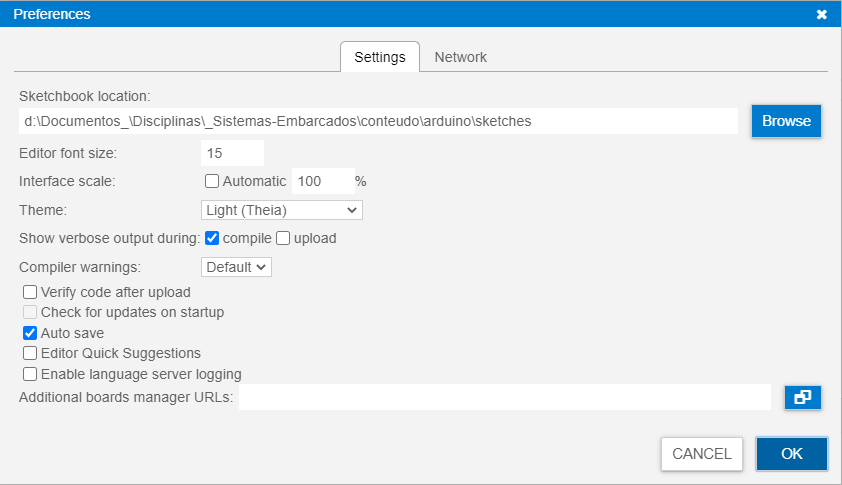 Preferences
Settings Network
Sketchbook location:
d:\Documentos_\Disciplinas\_Sistemas-Embarcados\conteudo\arduino\sketches Browse
Editor font size: 15
Interface scale: Automatic 100 %
Theme: Light (Theia)
Show verbose output during: compile upload
Compiler warnings: Default
Verify code after upload
Check for updates on startup
Auto save
Editor Quick Suggestions
Enable language server logging
Additional boards manager URLs:
CANCEL OK